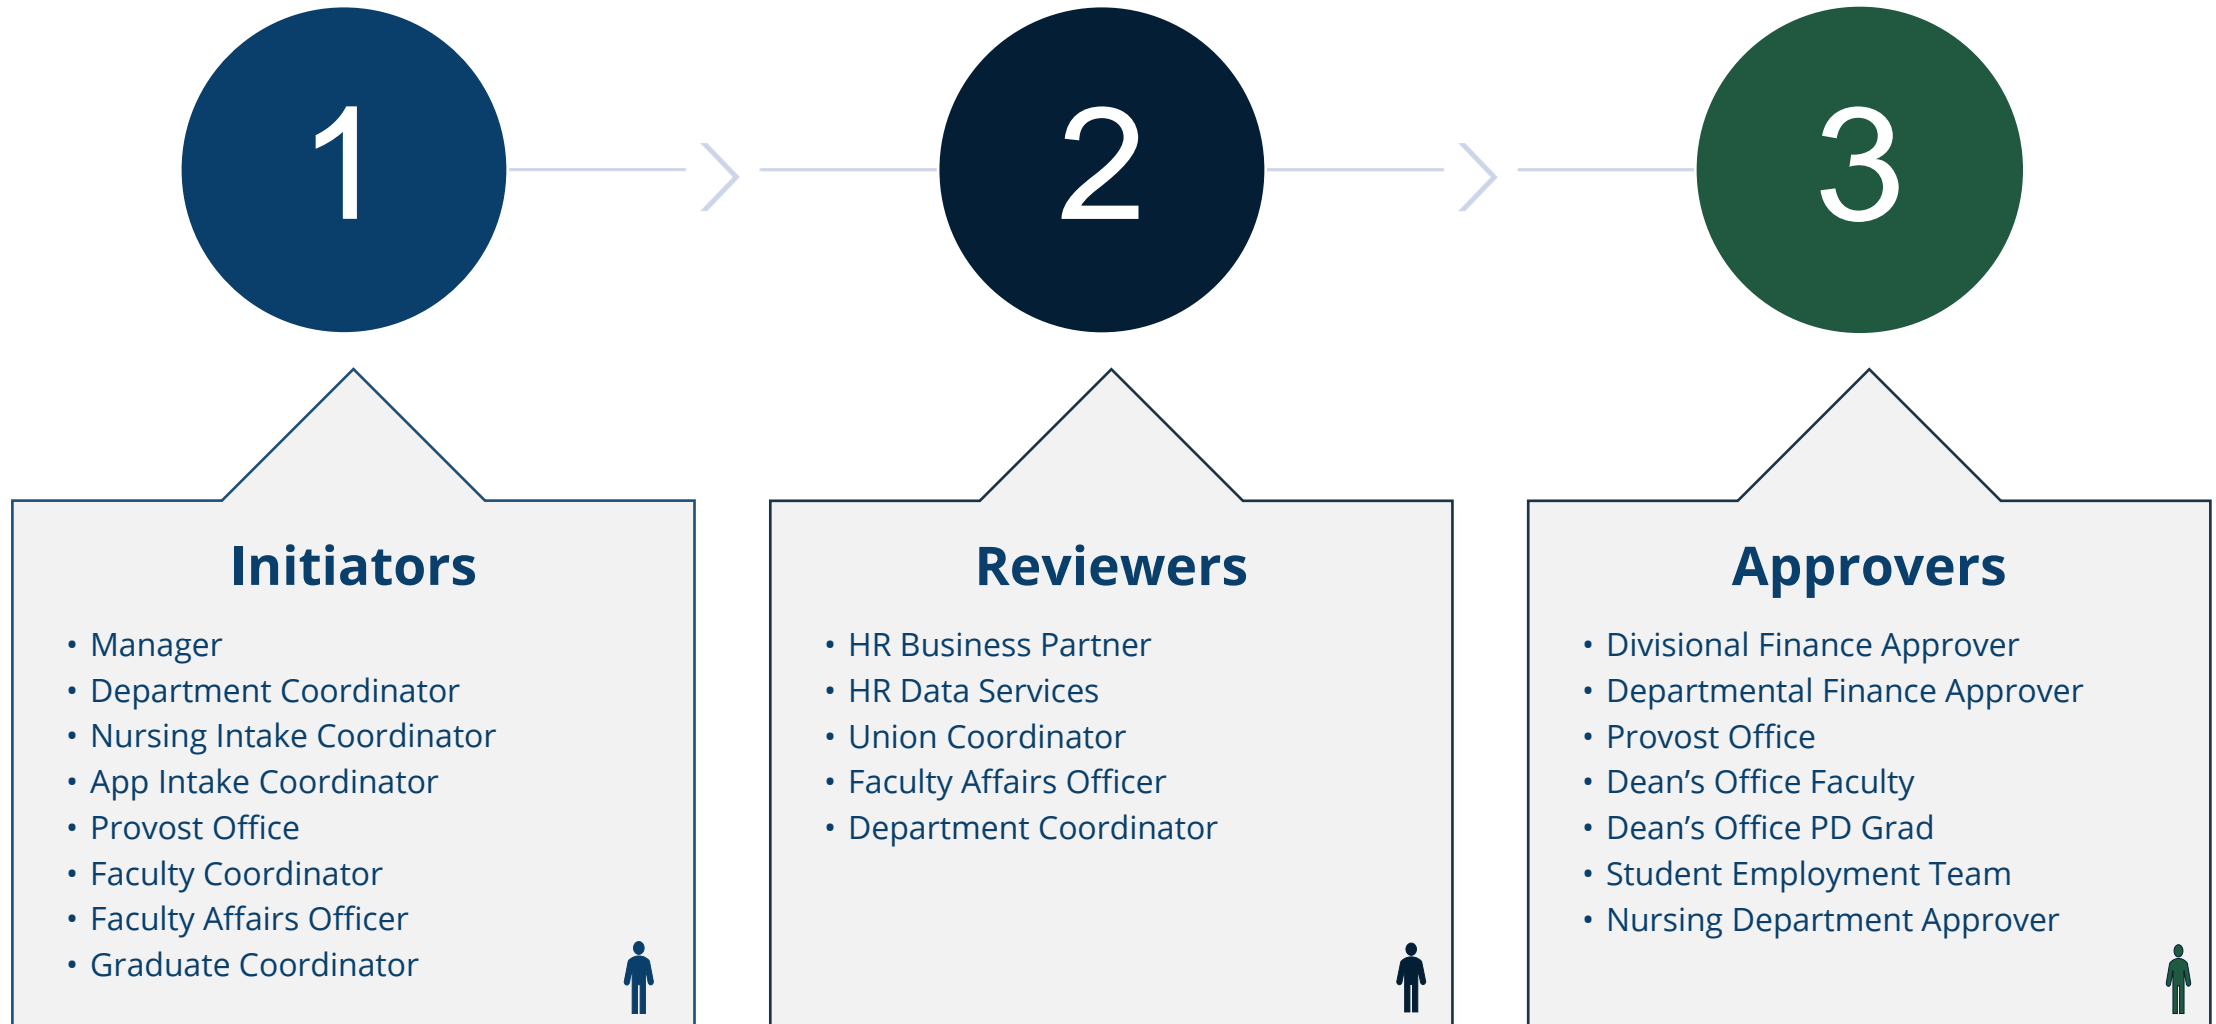 1
2
3
Initiators
• Manager
• Department Coordinator
• Nursing Intake Coordinator
• App Intake Coordinator
• Provost Office
• Faculty Coordinator
• Faculty Affairs Officer
• Graduate Coordinator
Reviewers
• HR Business Partner
• HR Data Services
• Union Coordinator
• Faculty Affairs Officer
• Department Coordinator
Approvers
• Divisional Finance Approver
• Departmental Finance Approver
• Provost Office
• Dean’s Office Faculty
• Dean’s Office PD Grad
• Student Employment Team
• Nursing Department Approver